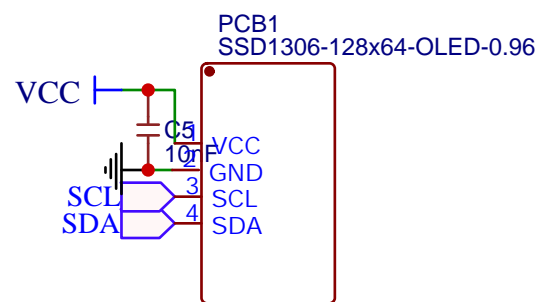 PCB1
SSD1306-128x64-OLED-0.96
VCC
C5
10nF
1
VCC
2
GND
SCL
3
SCL
SDA
4
SDA